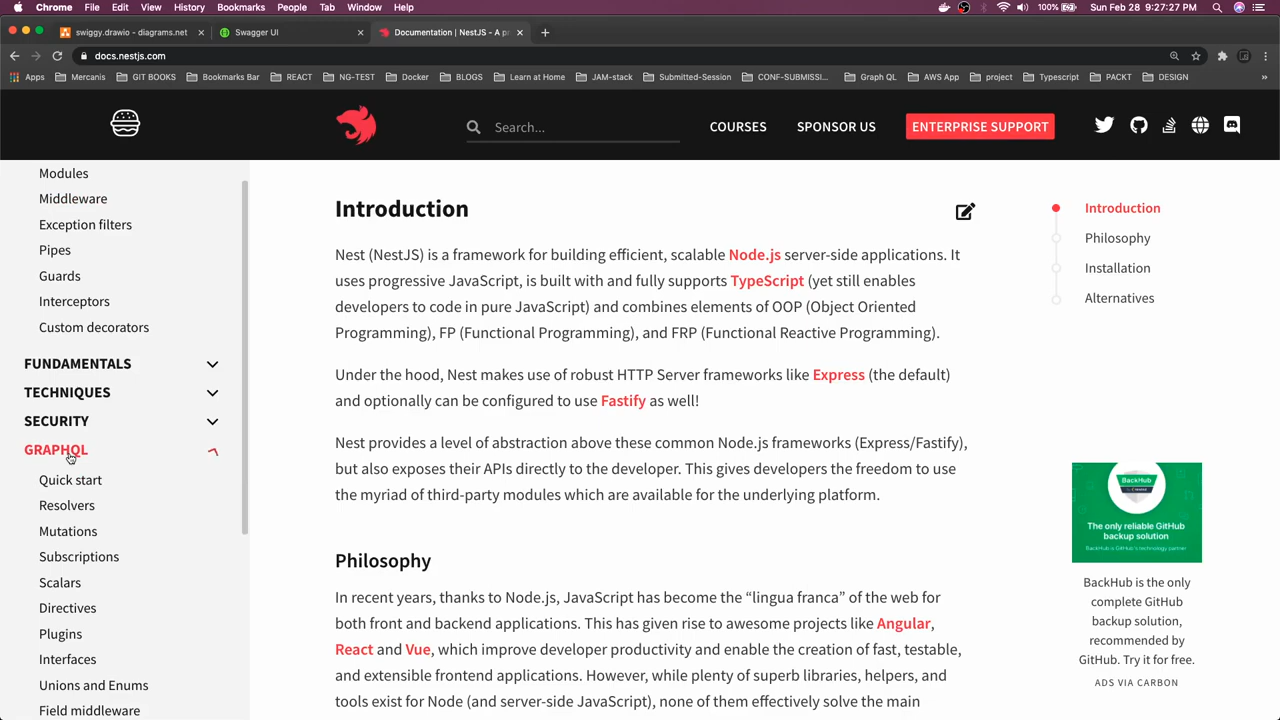 Chrome File Edit View History Bookmarks People Tab Window Help 100% Sun Feb 28 9:27:27 PM
swiggy.drawio - diagrams.net
Swagger UI
Documentation | NestJS - A pr
docs.nestjs.com
Apps Mercanis GIT BOOKS Bookmarks Bar REACT NG-TEST Docker BLOGS Learn at Home JAM-stack Submitted-Session CONF-SUBMISSI... Graph QL AWS App project Typescript PACKT DESIGN »
Search...
COURSES
SPONSOR US
ENTERPRISE SUPPORT
Modules
Middleware
Exception filters
Pipes
Guards
Interceptors
Custom decorators
FUNDAMENTALS
TECHNIQUES
SECURITY
GRAPHQL
Quick start
Resolvers
Mutations
Subscriptions
Scalars
Directives
Plugins
Interfaces
Unions and Enums
Field middleware
Introduction
Nest (NestJS) is a framework for building efficient, scalable Node.js server-side applications. It
uses progressive JavaScript, is built with and fully supports TypeScript (yet still enables
developers to code in pure JavaScript) and combines elements of OOP (Object Oriented
Programming), FP (Functional Programming), and FRP (Functional Reactive Programming).
Under the hood, Nest makes use of robust HTTP Server frameworks like Express (the default)
and optionally can be configured to use Fastify as well!
Nest provides a level of abstraction above these common Node.js frameworks (Express/Fastify),
but also exposes their APIs directly to the developer. This gives developers the freedom to use
the myriad of third-party modules which are available for the underlying platform.
Philosophy
In recent years, thanks to Node.js, JavaScript has become the “lingua franca” of the web for
both front and backend applications. This has given rise to awesome projects like Angular,
React and Vue, which improve developer productivity and enable the creation of fast, testable,
and extensible frontend applications. However, while plenty of superb libraries, helpers, and
tools exist for Node (and server-side JavaScript), none of them effectively solve the main
Introduction
Philosophy
Installation
Alternatives
BackHub
The only reliable GitHub
backup solution
BackHub is GitHub's technology partner
BackHub is the only
complete GitHub
backup solution,
recommended by
GitHub. Try it for free.
ADS VIA CARBON